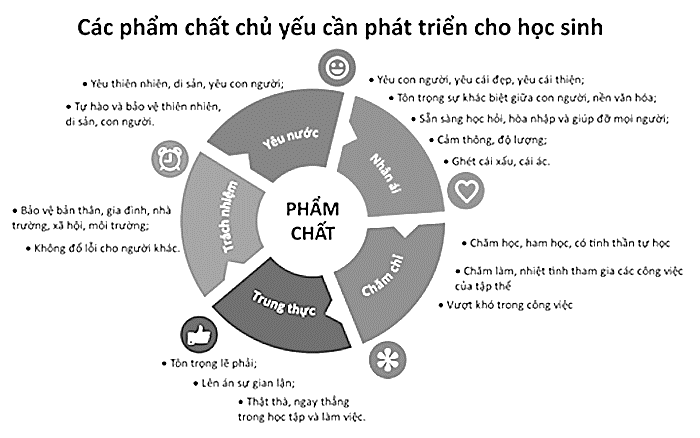 Các phẩm chất chủ yếu cần phát triển cho học sinh
• Yêu thiên nhiên, di sản, yêu con người;
• Tự hào và bảo vệ thiên nhiên,
di sản, con người.
Yêu nước
• Yêu con người, yêu cái đẹp, yêu cái thiện;
• Tôn trọng sự khác biệt giữa con người, nền văn hóa;
• Sẵn sàng học hỏi, hòa nhập và giúp đỡ mọi người;
• Cảm thông, độ lượng;
• Ghét cái xấu, cái ác.
Nhân ái
PHẨM
CHẤT
• Bảo vệ bản thân, gia đình, nhà
trường, xã hội, môi trường;
• Không đổ lỗi cho người khác.
Trách nhiệm
• Chăm học, ham học, có tinh thần tự học
• Chăm làm, nhiệt tình tham gia các công việc
của tập thể
• Vượt khó trong công việc
Chăm chỉ
Trung thực
• Tôn trọng lẽ phải;
• Lên án sự gian lận;
• Thật thà, ngay thẳng
trong học tập và làm việc.